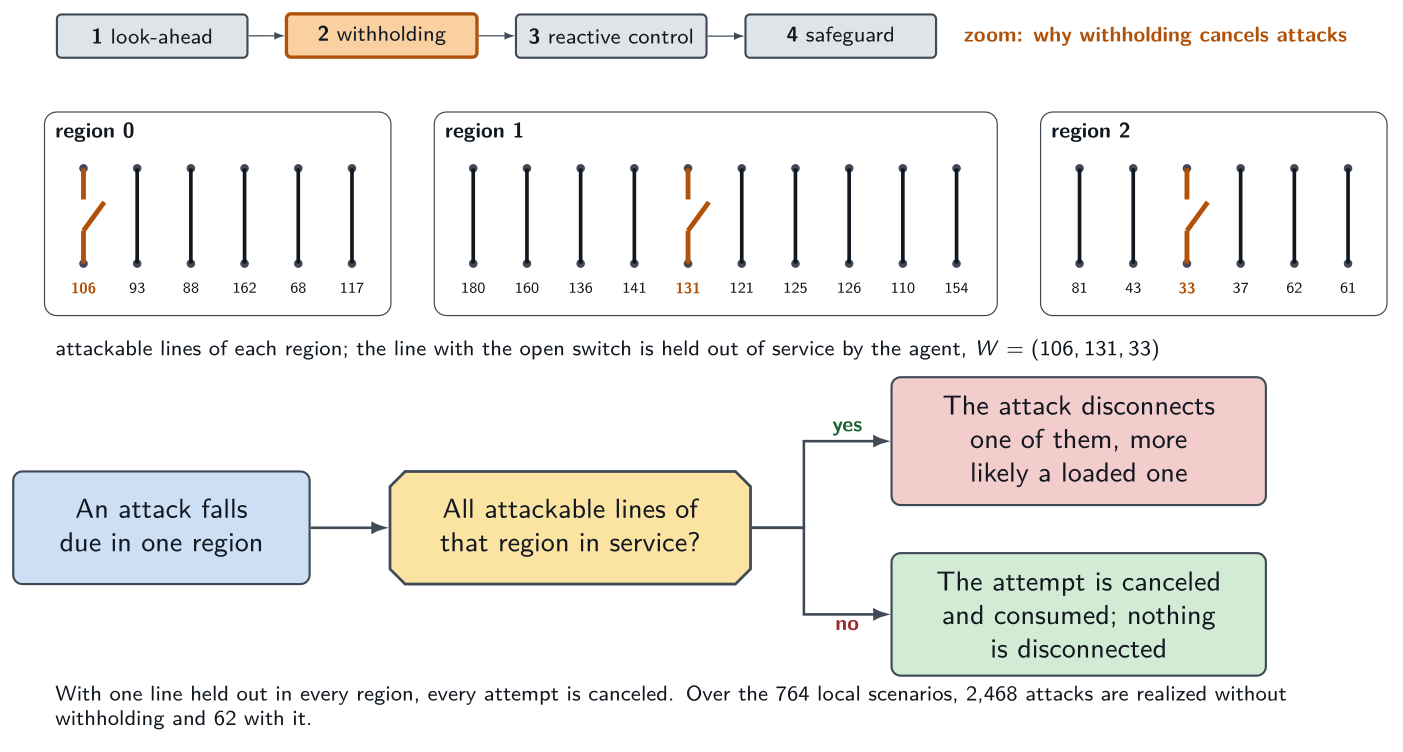 1 look-ahead
2 withholding
3 reactive control
4 safeguard
zoom: why withholding cancels attacks
region 0
106 93 88 162 68 117
region 1
180 160 136 141 131 121 125 126 110 154
region 2
81 43 33 37 62 61
attackable lines of each region; the line with the open switch is held out of service by the agent, W = (106, 131, 33)
An attack falls
due in one region
All attackable lines of
that region in service?
yes
The attack disconnects
one of them, more
likely a loaded one
no
The attempt is canceled
and consumed; nothing
is disconnected
With one line held out in every region, every attempt is canceled. Over the 764 local scenarios, 2,468 attacks are realized without
withholding and 62 with it.